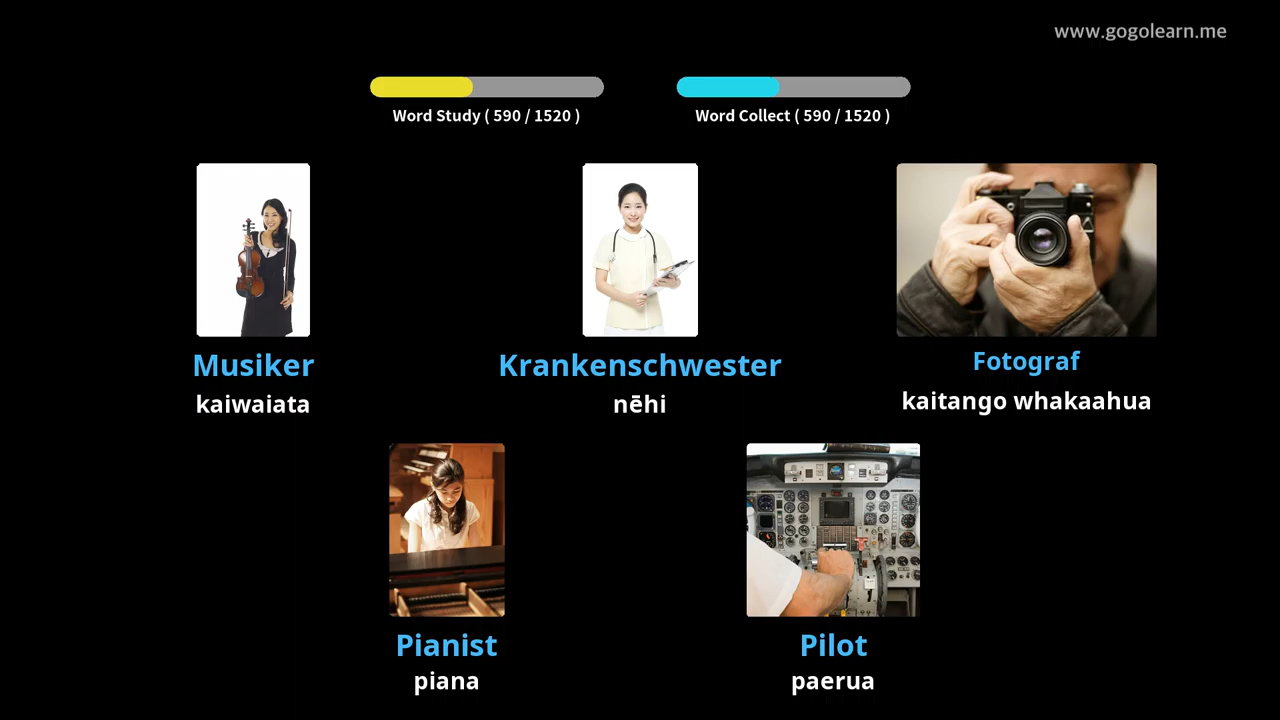 www.gogolearn.me
Word Study ( 590 / 1520 )
Word Collect ( 590 / 1520 )
Musiker
kaiwaiata
Krankenschwester
nēhi
Fotograf
kaitango whakaahua
Pianist
piana
Pilot
paerua